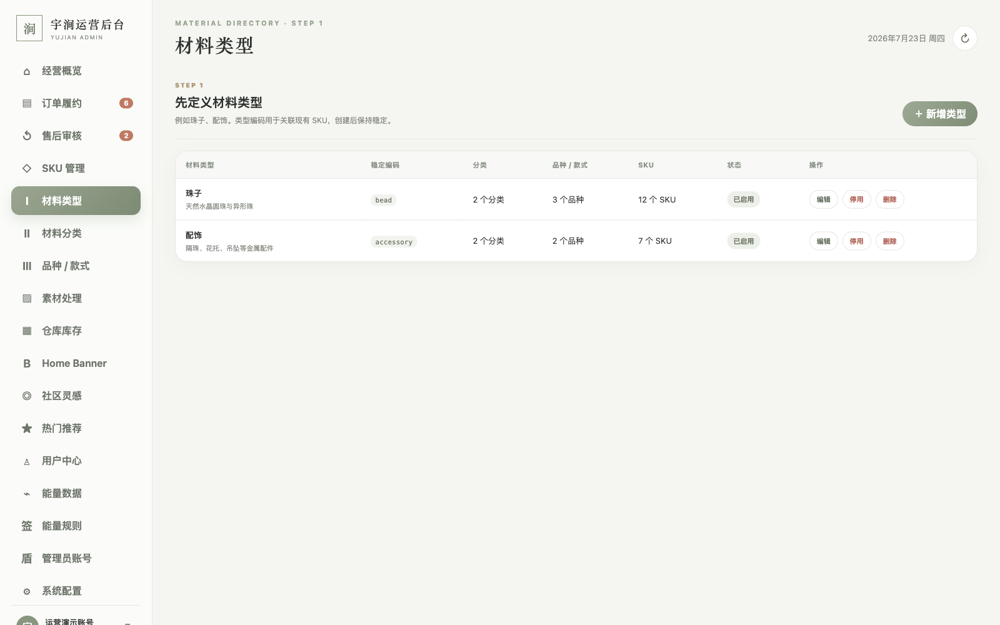 涧
宇涧运营后台
YUJIAN ADMIN
经营概览
订单履约 6
售后审核 2
SKU 管理
I 材料类型
II 材料分类
III 品种 / 款式
素材处理
仓库库存
B Home Banner
社区灵感
热门推荐
用户中心
能量数据
签 能量规则
盾 管理员账号
系统配置
运营演示账号
MATERIAL DIRECTORY · STEP 1
材料类型
2026年7月23日 周四
STEP 1
先定义材料类型
例如珠子、配饰。类型编码用于关联现有 SKU，创建后保持稳定。
＋ 新增类型
材料类型 稳定编码 分类 品种 / 款式 SKU 状态 操作
珠子
天然水晶圆珠与异形珠
bead 2 个分类 3 个品种 12 个 SKU 已启用 编辑 停用 删除
配饰
隔珠、花托、吊坠等金属配件
accessory 2 个分类 2 个品种 7 个 SKU 已启用 编辑 停用 删除